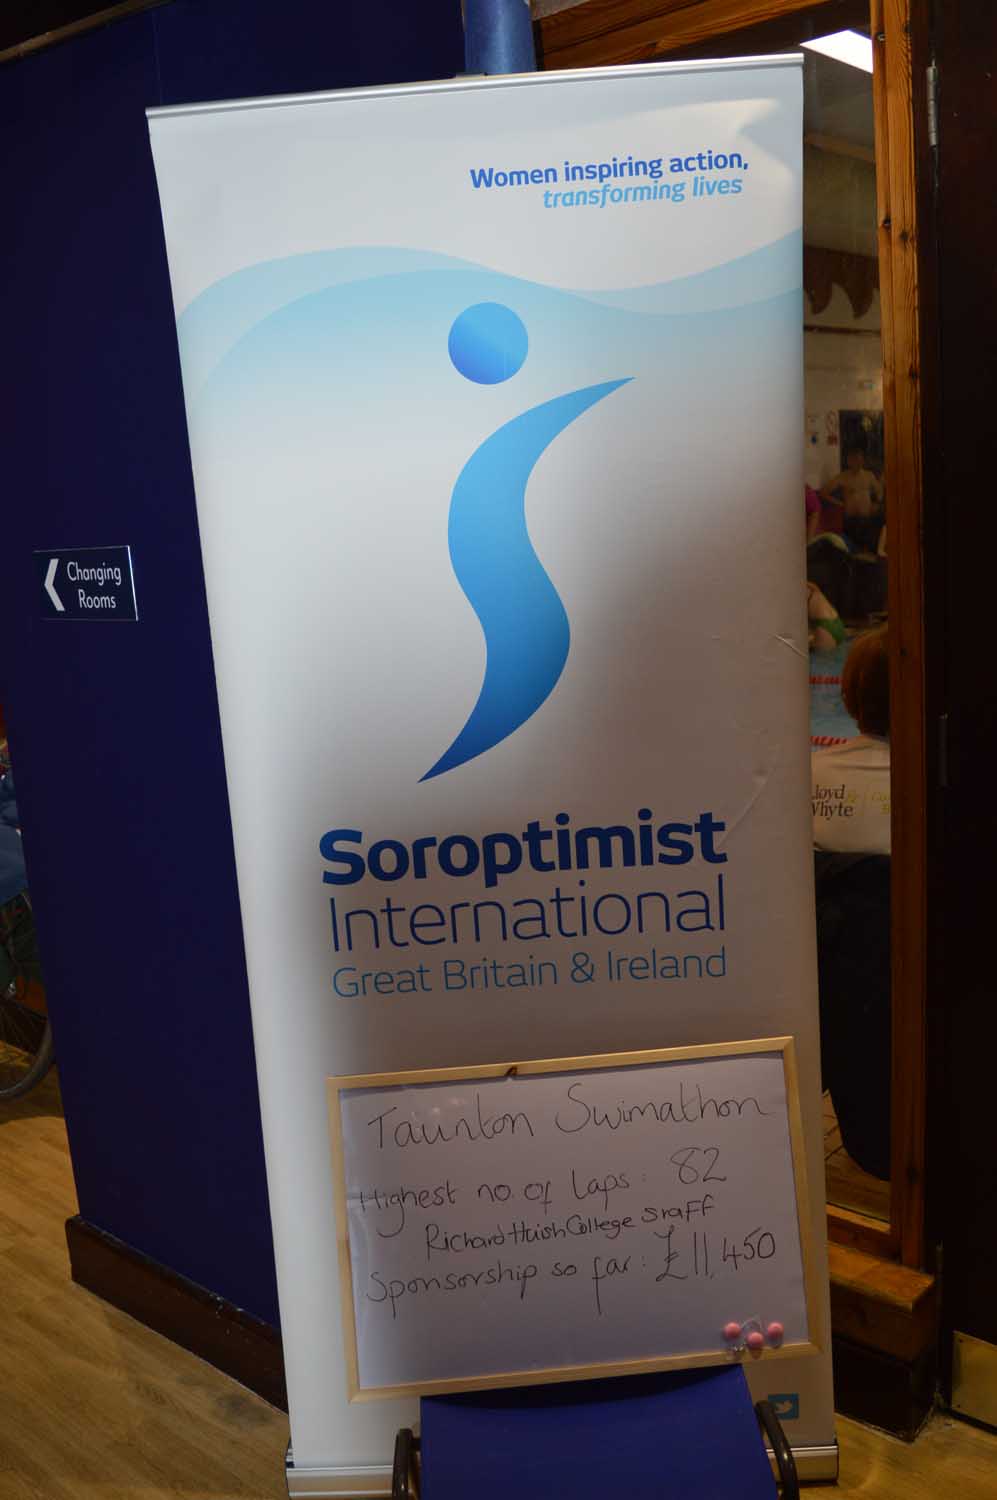 Women inspiring action,
transforming lives
Changing
Rooms
Soroptimist
International
Great Britain & Ireland
Taunton Swimathon
Highest no. of Laps: 82
Richard Huish College Staff
Sponsorship so far: £11,450